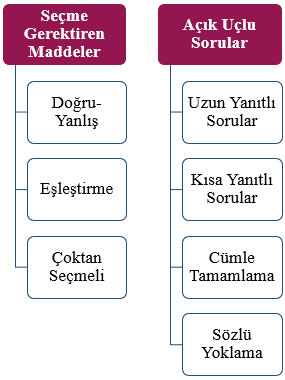 Seçme
Gerektiren
Maddeler
Doğru-
Yanlış
Eşleştirme
Çoktan
Seçmeli
Açık Uçlu
Sorular
Uzun Yanıtlı
Sorular
Kısa Yanıtlı
Sorular
Cümle
Tamamlama
Sözlü
Yoklama